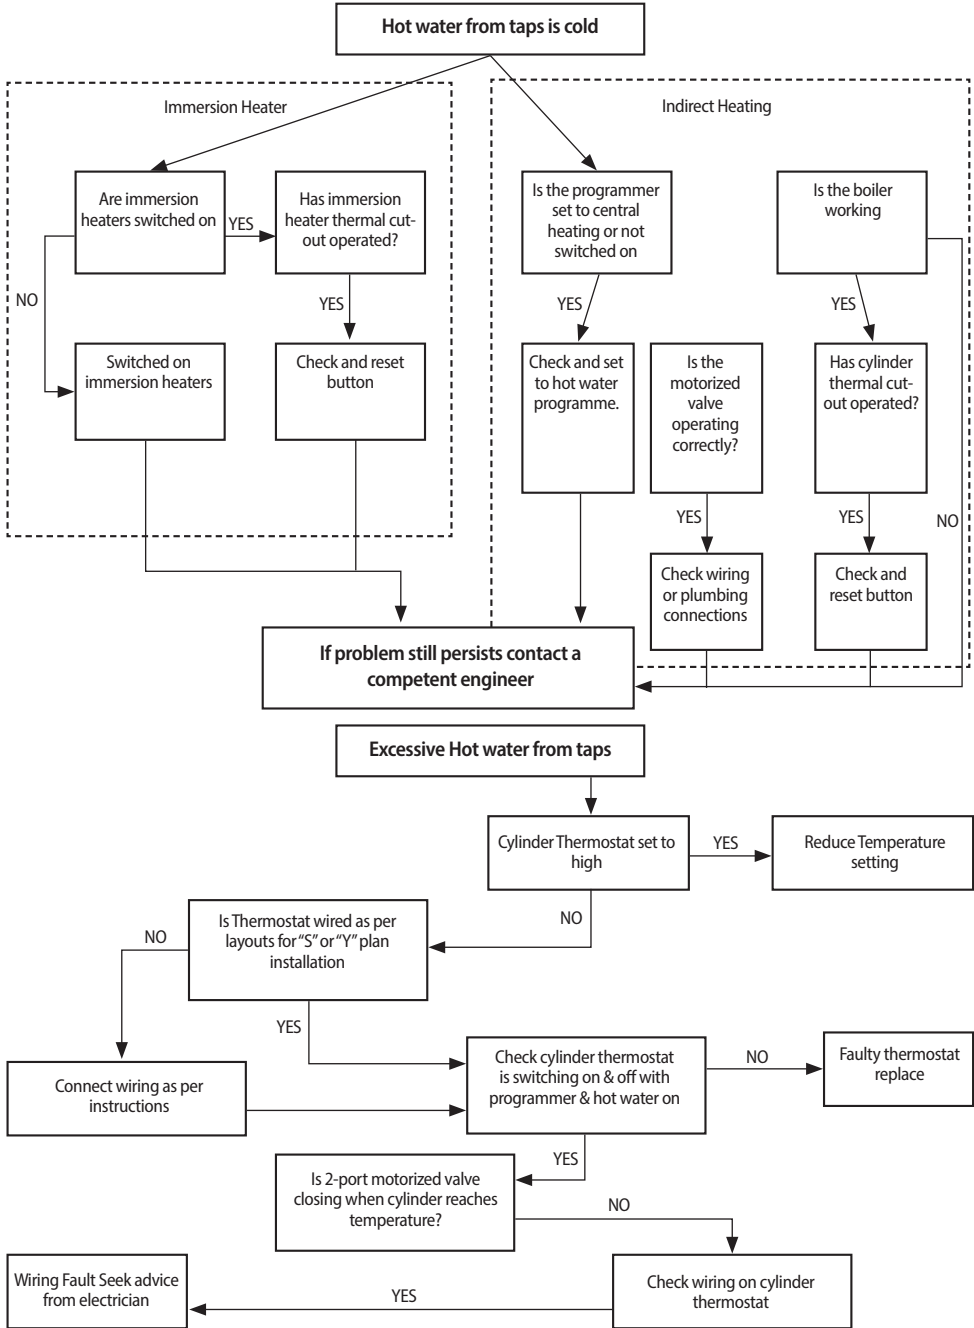 Hot water from taps is cold
Immersion Heater
Indirect Heating
Are immersion
heaters switched on
YES
Has immersion
heater thermal cut-
out operated?
NO
YES
Switched on
immersion heaters
Check and reset
button
Is the programmer
set to central
heating or not
switched on
Is the boiler
working
YES
YES
Check and set
to hot water
programme.
Is the
motorized
valve
operating
correctly?
Has cylinder
thermal cut-
out operated?
YES
YES
NO
Check wiring
or plumbing
connections
Check and
reset button
If problem still persists contact a
competent engineer
Excessive Hot water from taps
Cylinder Thermostat set to
high
YES
Reduce Temperature
setting
NO
Is Thermostat wired as per
layouts for “S” or “Y” plan
installation
NO
YES
Connect wiring as per
instructions
Check cylinder thermostat
is switching on & off with
programmer & hot water on
NO
Faulty thermostat
replace
YES
Is 2-port motorized valve
closing when cylinder reaches
temperature?
NO
Check wiring on cylinder
thermostat
YES
Wiring Fault Seek advice
from electrician